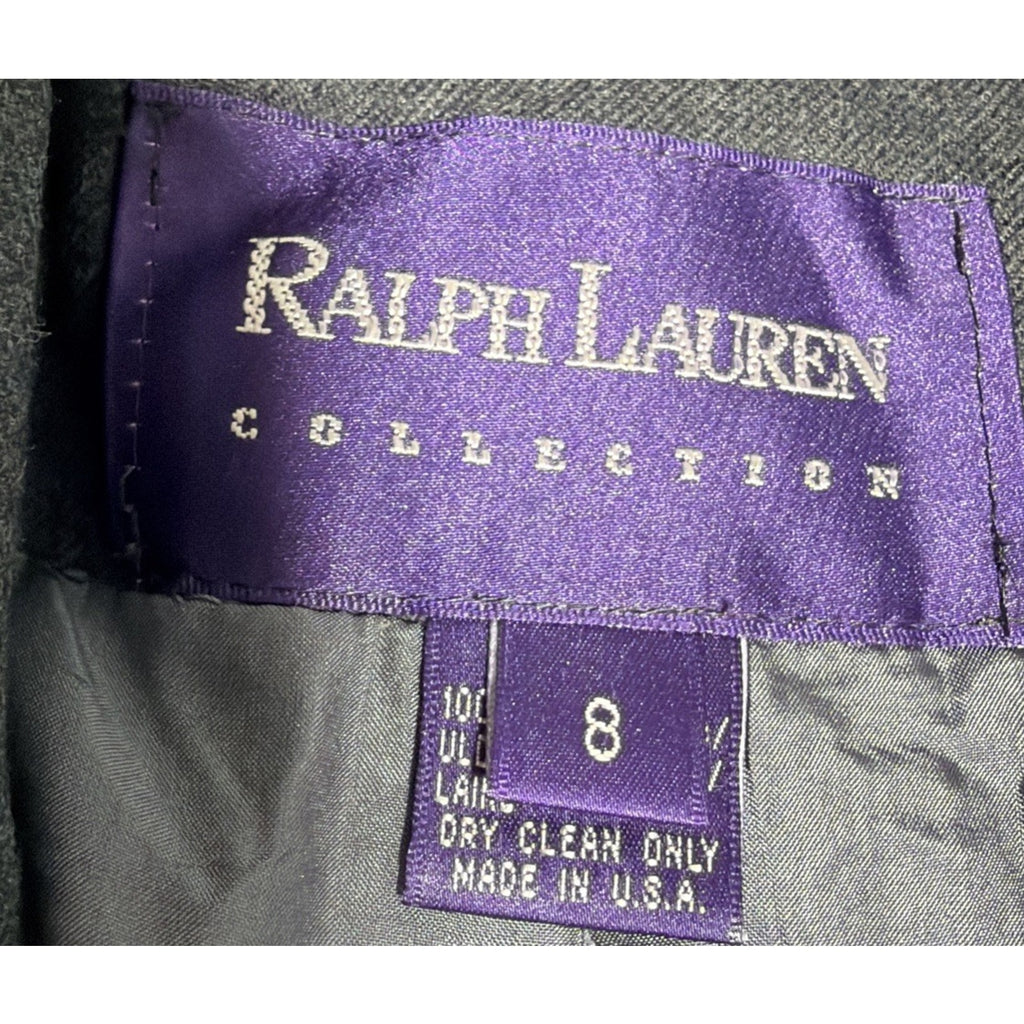 RALPH LAUREN
COLLECTION
8
DRY CLEAN ONLY
MADE IN U.S.A.